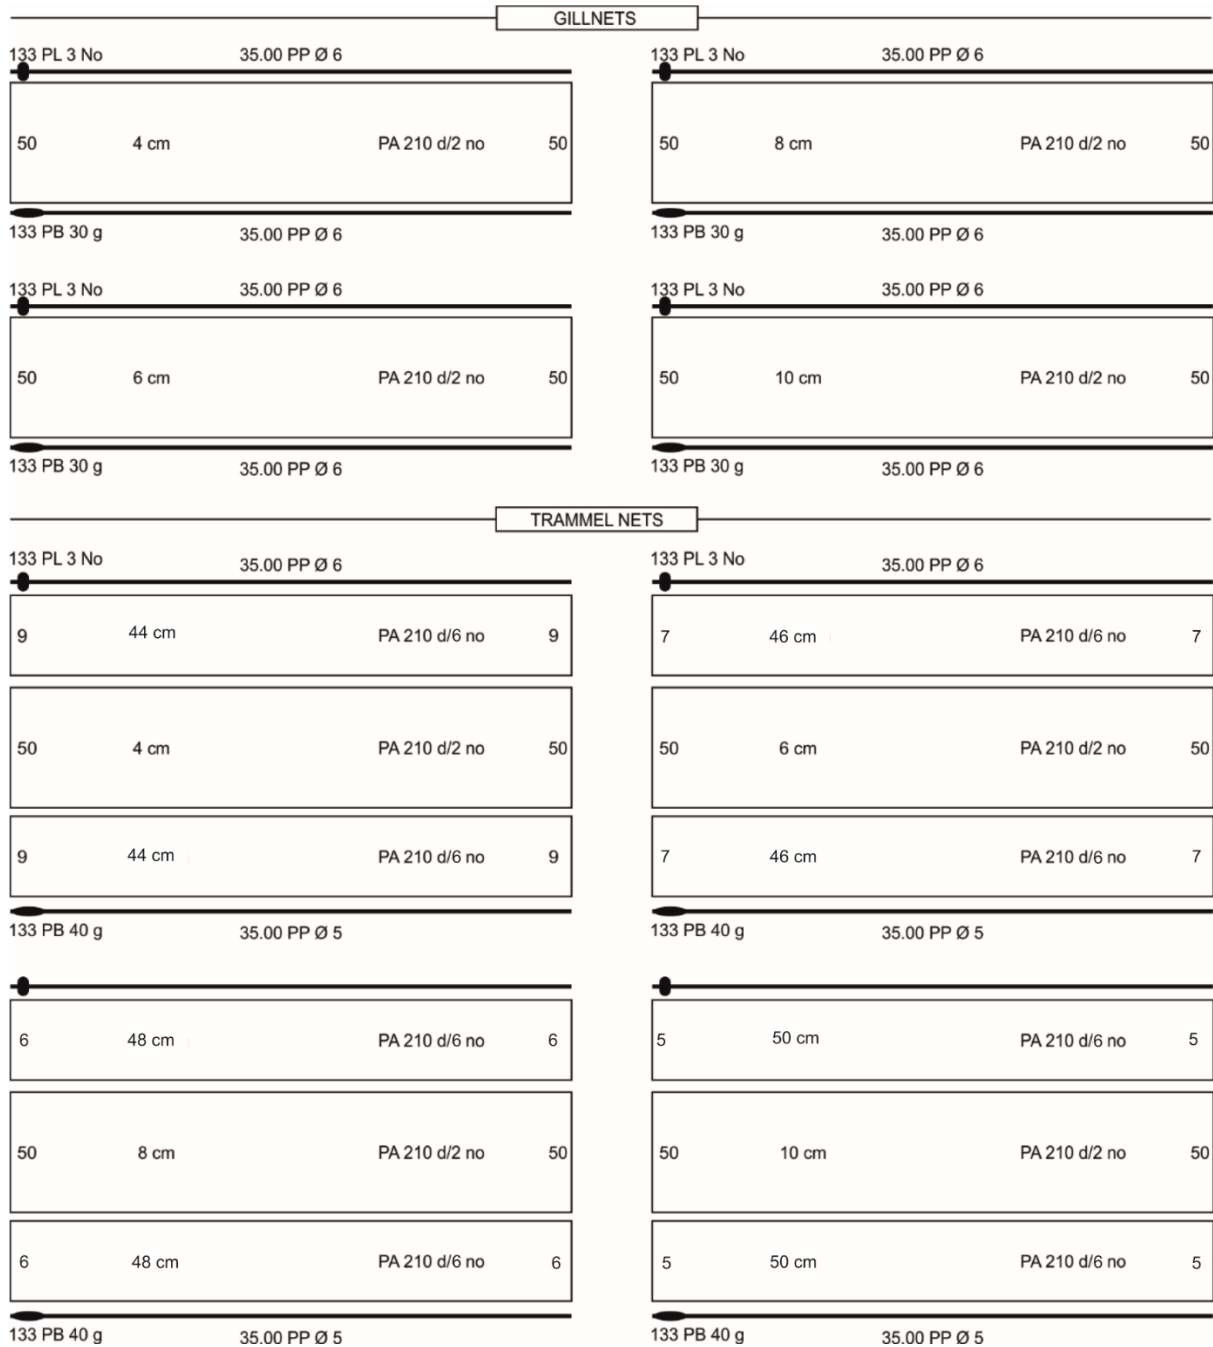 GILLNETS
133 PL 3 No 35.00 PP Ø 6 133 PL 3 No 35.00 PP Ø 6
50 4 cm PA 210 d/2 no 50 50 8 cm PA 210 d/2 no 50
133 PB 30 g 35.00 PP Ø 6 133 PB 30 g 35.00 PP Ø 6
133 PL 3 No 35.00 PP Ø 6 133 PL 3 No 35.00 PP Ø 6
50 6 cm PA 210 d/2 no 50 50 10 cm PA 210 d/2 no 50
133 PB 30 g 35.00 PP Ø 6 133 PB 30 g 35.00 PP Ø 6
TRAMMEL NETS
133 PL 3 No 35.00 PP Ø 6 133 PL 3 No 35.00 PP Ø 6
9 44 cm PA 210 d/6 no 9 7 46 cm PA 210 d/6 no 7
50 4 cm PA 210 d/2 no 50 50 6 cm PA 210 d/2 no 50
9 44 cm PA 210 d/6 no 9 7 46 cm PA 210 d/6 no 7
133 PB 40 g 35.00 PP Ø 5 133 PB 40 g 35.00 PP Ø 5
6 48 cm PA 210 d/6 no 6 5 50 cm PA 210 d/6 no 5
50 8 cm PA 210 d/2 no 50 50 10 cm PA 210 d/2 no 50
6 48 cm PA 210 d/6 no 6 5 50 cm PA 210 d/6 no 5
133 PB 40 g 35.00 PP Ø 5 133 PB 40 g 35.00 PP Ø 5